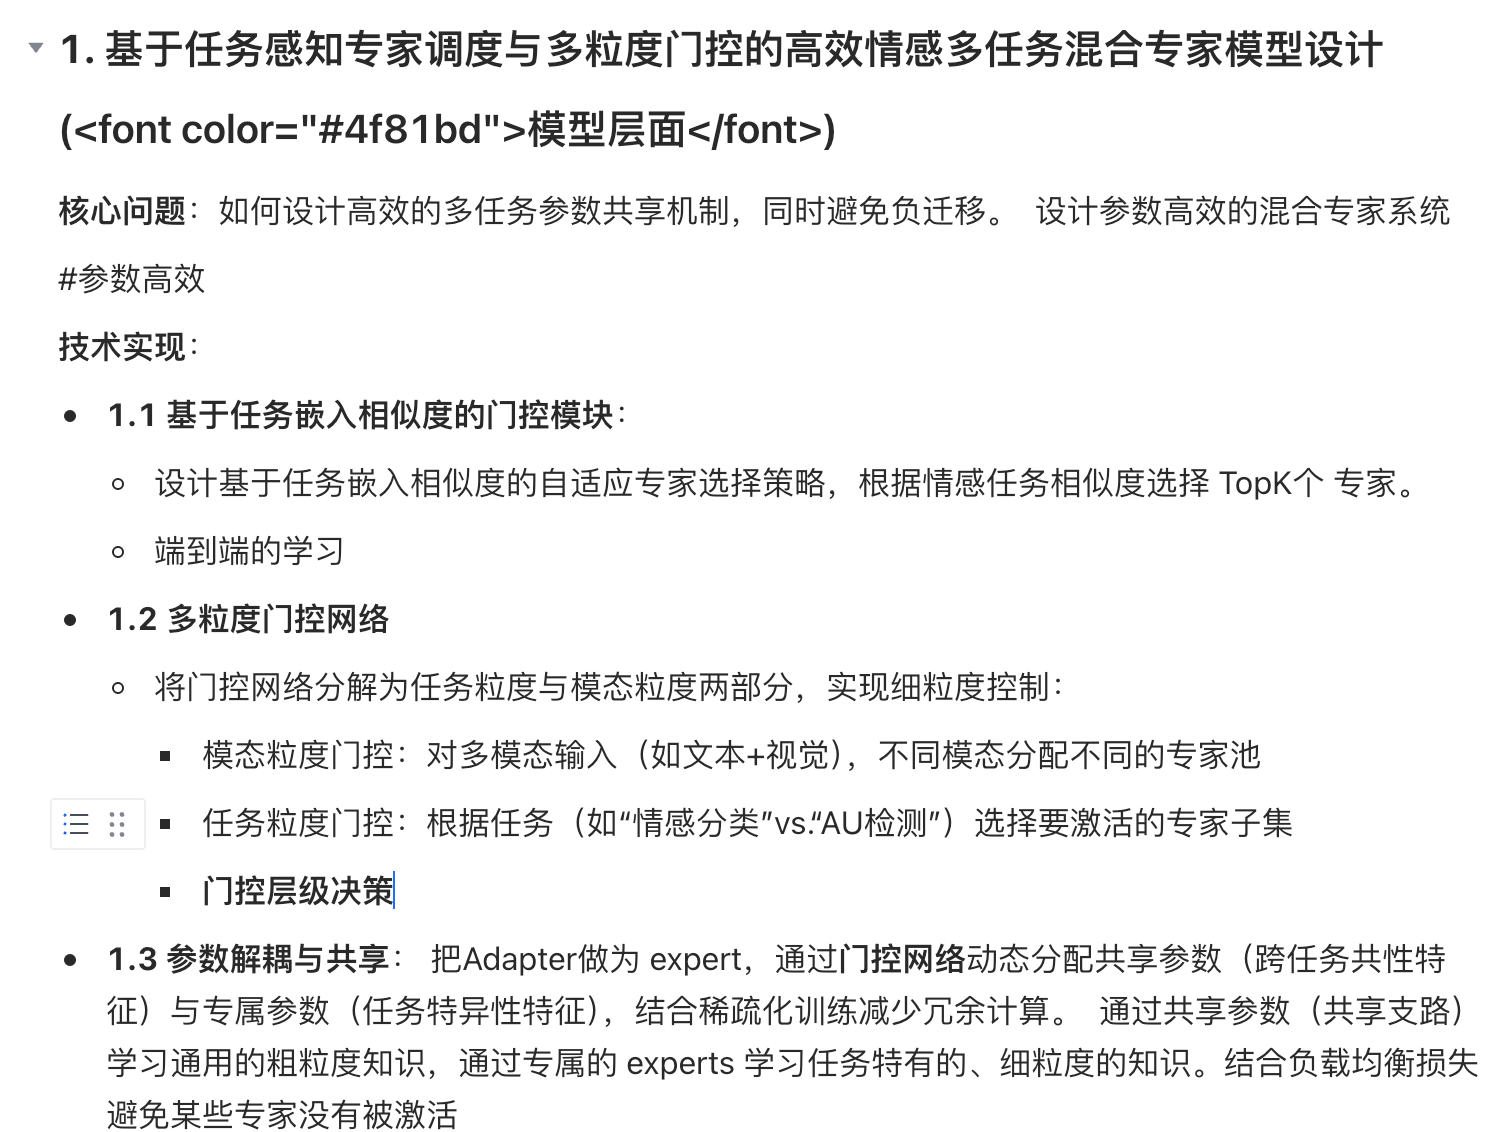 1. 基于任务感知专家调度与多粒度门控的高效情感多任务混合专家模型设计
(<font color="#4f81bd">模型层面</font>)
核心问题：如何设计高效的多任务参数共享机制，同时避免负迁移。 设计参数高效的混合专家系统
#参数高效
技术实现：
1.1 基于任务嵌入相似度的门控模块：
设计基于任务嵌入相似度的自适应专家选择策略，根据情感任务相似度选择 TopK个 专家。
端到端的学习
1.2 多粒度门控网络
将门控网络分解为任务粒度与模态粒度两部分，实现细粒度控制：
模态粒度门控：对多模态输入（如文本+视觉），不同模态分配不同的专家池
任务粒度门控：根据任务（如“情感分类”vs.“AU检测”）选择要激活的专家子集
门控层级决策
1.3 参数解耦与共享： 把Adapter做为 expert，通过门控网络动态分配共享参数（跨任务共性特
征）与专属参数（任务特异性特征），结合稀疏化训练减少冗余计算。 通过共享参数（共享支路）
学习通用的粗粒度知识，通过专属的 experts 学习任务特有的、细粒度的知识。结合负载均衡损失
避免某些专家没有被激活